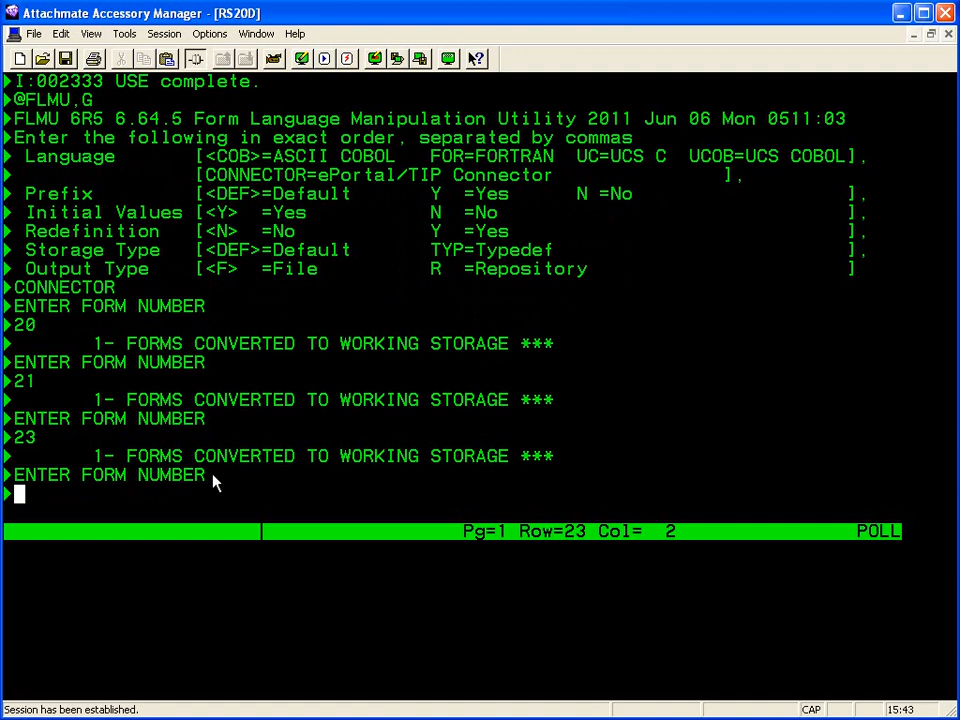 Attachmate Accessory Manager - [RS20D]
File Edit View Tools Session Options Window Help
I:002333 USE complete.
@FLMU,G
FLMU 6R5 6.64.5 Form Language Manipulation Utility 2011 Jun 06 Mon 0511:03
Enter the following in exact order, separated by commas
Language [<COB>=ASCII COBOL FOR=FORTRAN UC=UCS C UCOB=UCS COBOL],
[CONNECTOR=ePortal/TIP Connector ],
Prefix [<DEF>=Default Y =Yes N =No ],
Initial Values [<Y> =Yes N =No ],
Redefinition [<N> =No Y =Yes ],
Storage Type [<DEF>=Default TYP=Typedef ],
Output Type [<F> =File R =Repository ]
CONNECTOR
ENTER FORM NUMBER
20
1- FORMS CONVERTED TO WORKING STORAGE ***
ENTER FORM NUMBER
21
1- FORMS CONVERTED TO WORKING STORAGE ***
ENTER FORM NUMBER
23
1- FORMS CONVERTED TO WORKING STORAGE ***
ENTER FORM NUMBER
Pg=1 Row=23 Col= 2 POLL
Session has been established. CAP 15:43